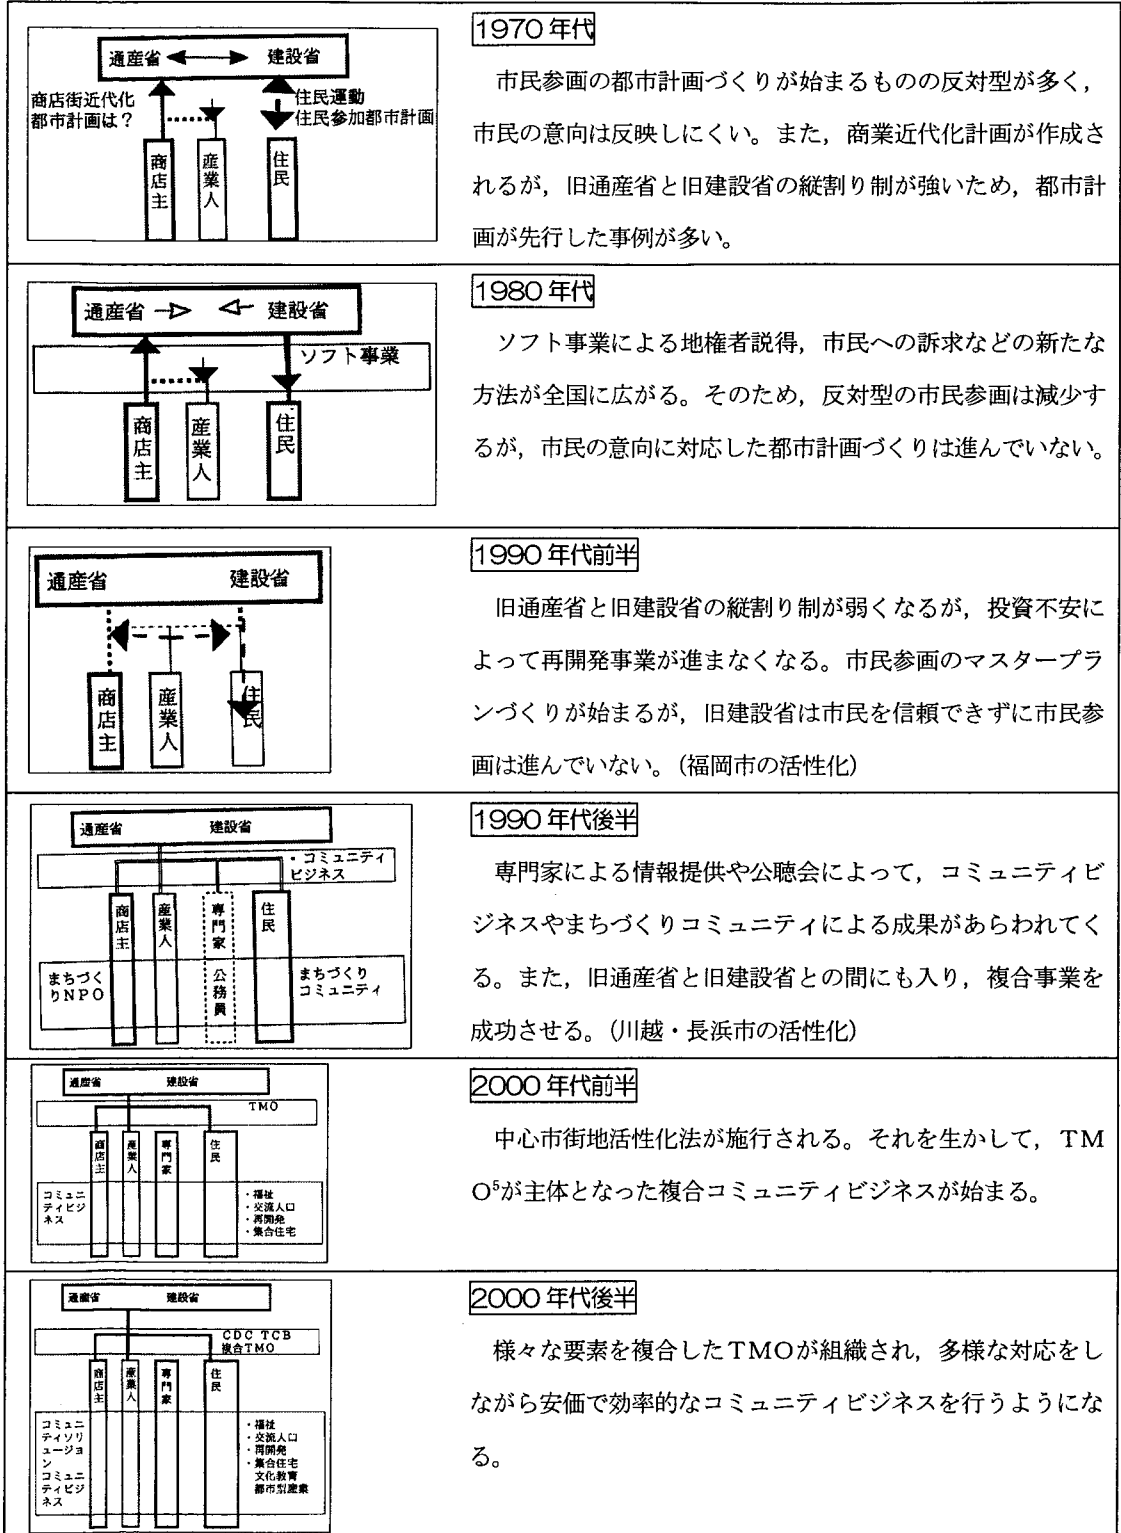 通産省 建設省
商店街近代化
都市計画は？
住民運動
住民参加都市計画
商店主
産業人
住民
1970年代
市民参画の都市計画づくりが始まるものの反対型が多く，
市民の意向は反映しにくい。また，商業近代化計画が作成さ
れるが，旧通産省と旧建設省の縦割り制が強いため，都市計
画が先行した事例が多い。
通産省 建設省
ソフト事業
商店主
産業人
住民
1980年代
ソフト事業による地権者説得，市民への訴求などの新たな
方法が全国に広がる。そのため，反対型の市民参画は減少す
るが，市民の意向に対応した都市計画づくりは進んでいない。
通産省 建設省
商店主
産業人
住民
1990年代前半
旧通産省と旧建設省の縦割り制が弱くなるが，投資不安に
よって再開発事業が進まなくなる。市民参画のマスタープラ
ンづくりが始まるが，旧建設省は市民を信頼できずに市民参
画は進んでいない。（福岡市の活性化）
通産省 建設省
・コミュニティ
ビジネス
商店主
産業人
専門家 公務員
住民
まちづく
りNPO
まちづくり
コミュニティ
1990年代後半
専門家による情報提供や公聴会によって，コミュニティビ
ジネスやまちづくりコミュニティによる成果があらわれてく
る。また，旧通産省と旧建設省との間にも入り，複合事業を
成功させる。（川越・長浜市の活性化）
通産省 建設省
TMO
商店主
産業人
専門家
住民
コミュニ
ティビジ
ネス
・福祉
・交流人口
・再開発
・集合住宅
2000年代前半
中心市街地活性化法が施行される。それを生かして，TM
O⁵が主体となった複合コミュニティビジネスが始まる。
通産省 建設省
CDC TCB
複合TMO
商店主
産業人
専門家
住民
コミュニ
ティソリ
ューショ
ン
コミュニ
ティビジ
ネス
・福祉
・交流人口
・再開発
・集合住宅
文化教育
都市型産業
2000年代後半
様々な要素を複合したTMOが組織され，多様な対応をし
ながら安価で効率的なコミュニティビジネスを行うようにな
る。